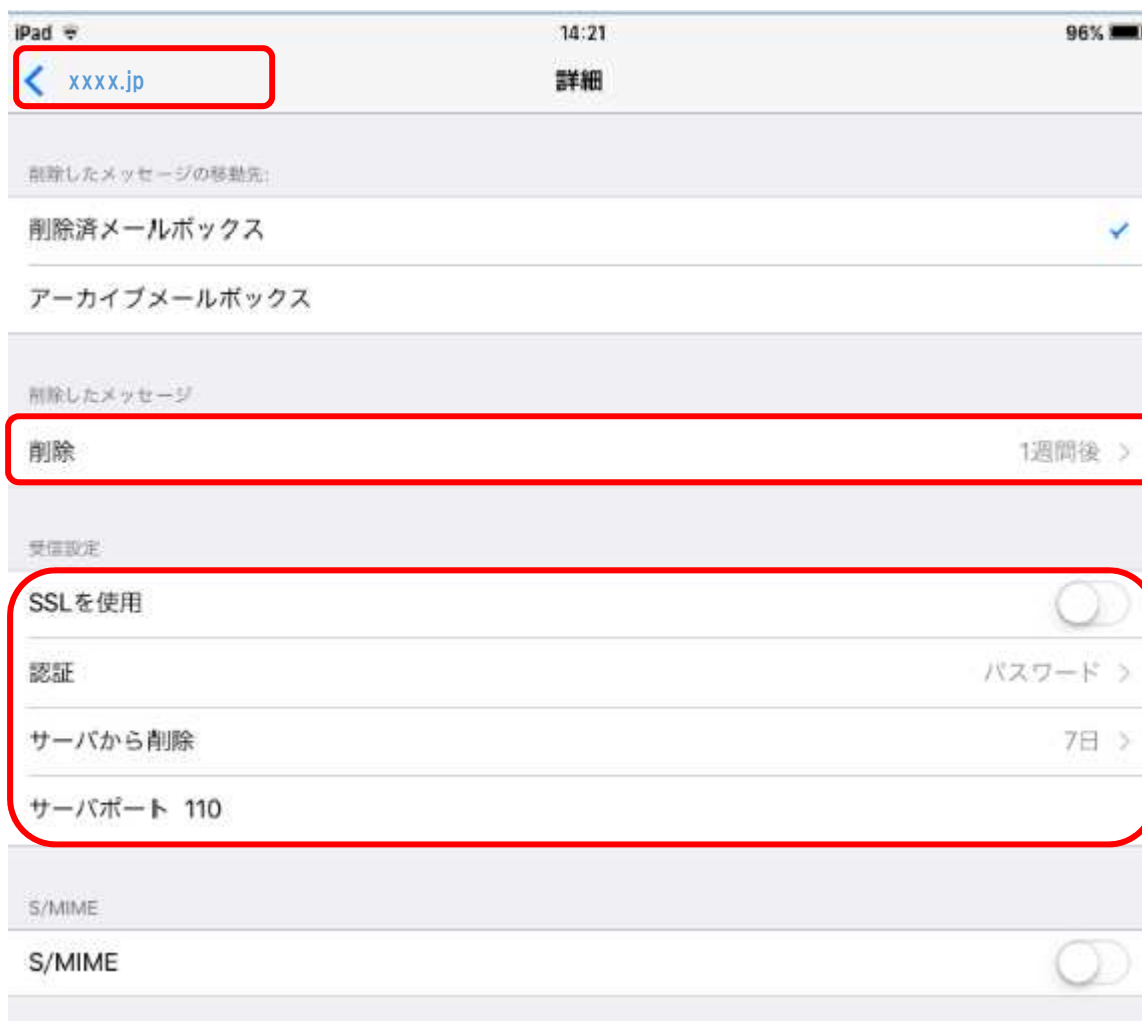 iPad 14:21 96%
xxxx.jp 詳細
削除したメッセージの移動先:
削除済メールボックス
アーカイブメールボックス
削除したメッセージ
削除 1週間後 >
受信設定
SSLを使用
認証 パスワード >
サーバから削除 7日 >
サーバポート 110
S/MIME
S/MIME